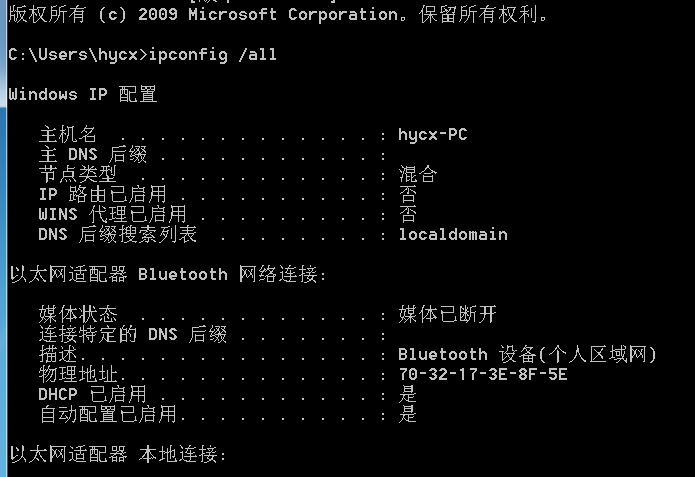 版权所有 (c) 2009 Microsoft Corporation。保留所有权利。
C:\Users\hycx>ipconfig /all
Windows IP 配置
主机名 . . . . . . . . . . . . . : hycx-PC
主 DNS 后缀 . . . . . . . . . . . :
节点类型 . . . . . . . . . . . . : 混合
IP 路由已启用 . . . . . . . . . . : 否
WINS 代理已启用 . . . . . . . . . : 否
DNS 后缀搜索列表 . . . . . . . . : localdomain
以太网适配器 Bluetooth 网络连接:
媒体状态 . . . . . . . . . . . . : 媒体已断开
连接特定的 DNS 后缀 . . . . . . . :
描述. . . . . . . . . . . . . . . : Bluetooth 设备(个人区域网)
物理地址. . . . . . . . . . . . . : 70-32-17-3E-8F-5E
DHCP 已启用 . . . . . . . . . . . : 是
自动配置已启用. . . . . . . . . . : 是
以太网适配器 本地连接: